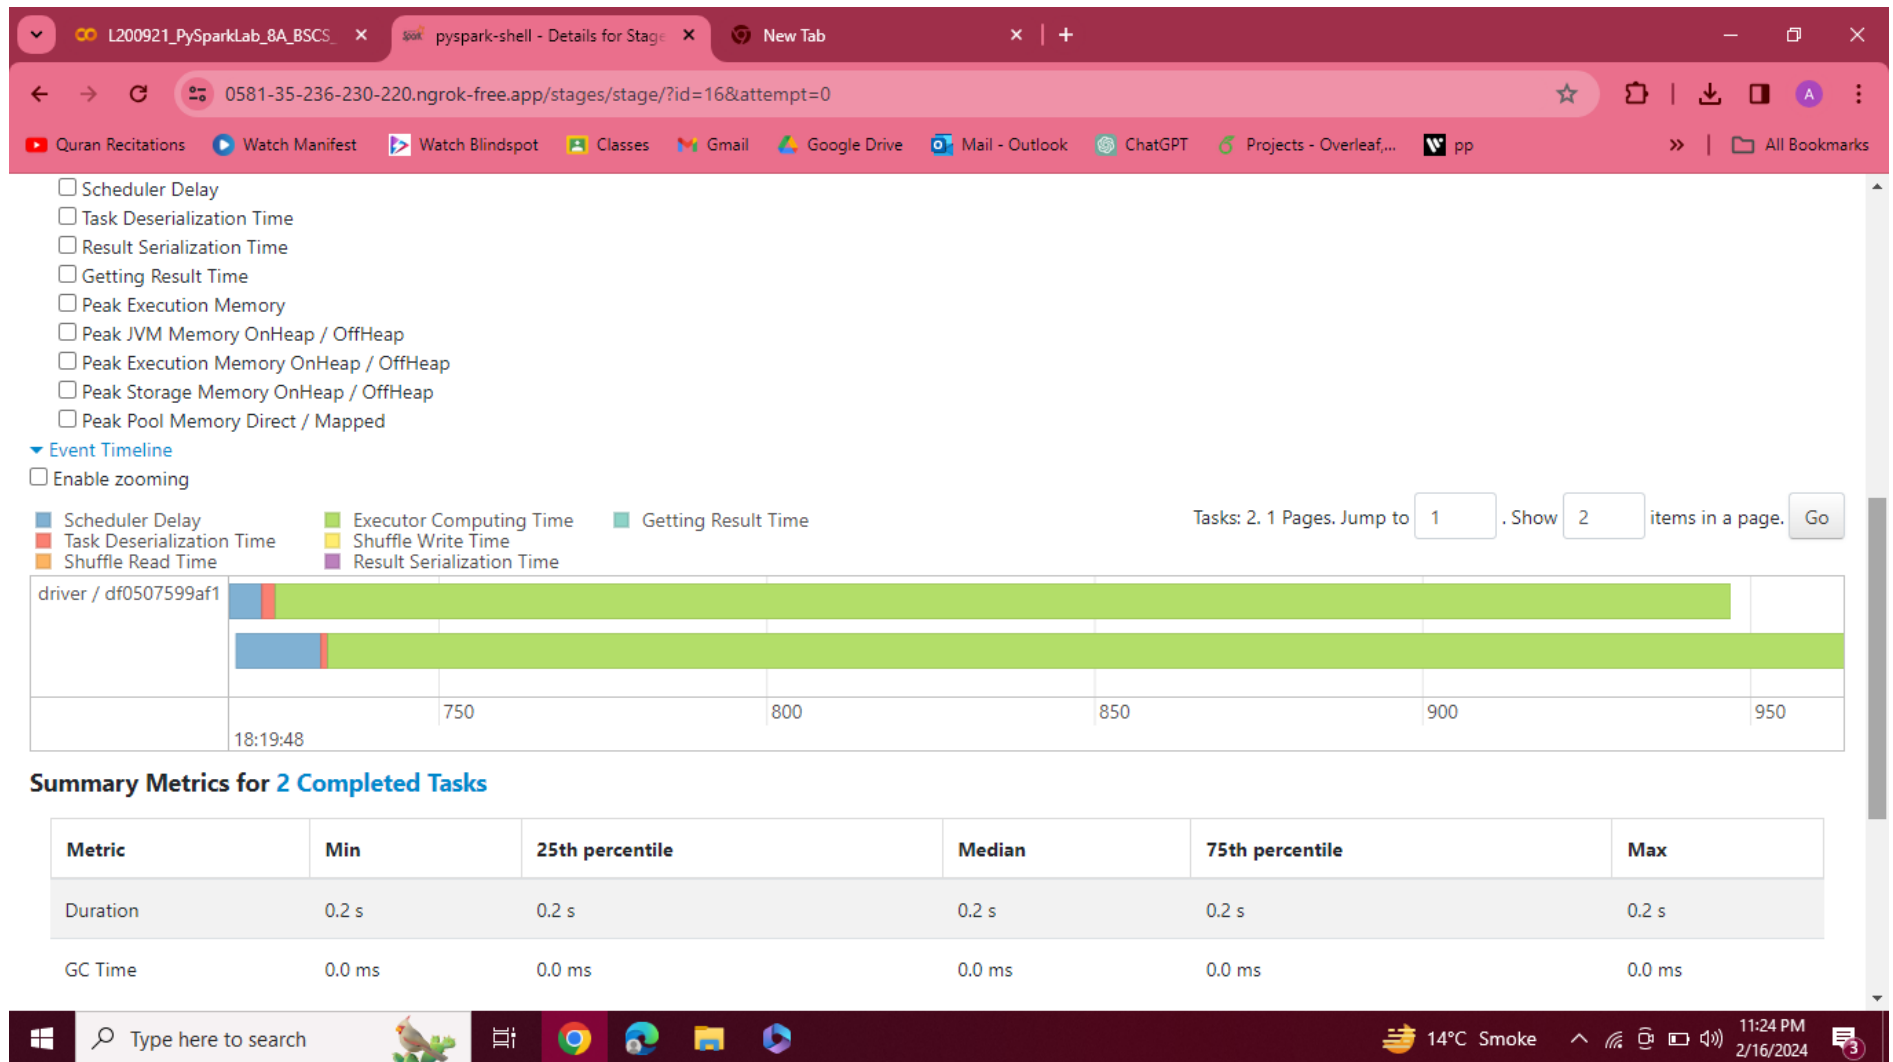 L200921_PySparkLab_8A_BSCS_
pyspark-shell - Details for Stage
New Tab
0581-35-236-230-220.ngrok-free.app/stages/stage/?id=16&attempt=0
A
Quran Recitations
Watch Manifest
Watch Blindspot
Classes
Gmail
Google Drive
Mail - Outlook
ChatGPT
Projects - Overleaf,...
pp
»
All Bookmarks
Scheduler Delay
Task Deserialization Time
Result Serialization Time
Getting Result Time
Peak Execution Memory
Peak JVM Memory OnHeap / OffHeap
Peak Execution Memory OnHeap / OffHeap
Peak Storage Memory OnHeap / OffHeap
Peak Pool Memory Direct / Mapped
Event Timeline
Enable zooming
Scheduler Delay
Task Deserialization Time
Shuffle Read Time
Executor Computing Time
Shuffle Write Time
Result Serialization Time
Getting Result Time
Tasks: 2. 1 Pages. Jump to 1 . Show 2 items in a page. Go
driver / df0507599af1
750 800 850 900 950
18:19:48
Summary Metrics for 2 Completed Tasks
Metric Min 25th percentile Median 75th percentile Max
Duration 0.2 s 0.2 s 0.2 s 0.2 s 0.2 s
GC Time 0.0 ms 0.0 ms 0.0 ms 0.0 ms 0.0 ms
Type here to search
14°C Smoke
11:24 PM
2/16/2024
3